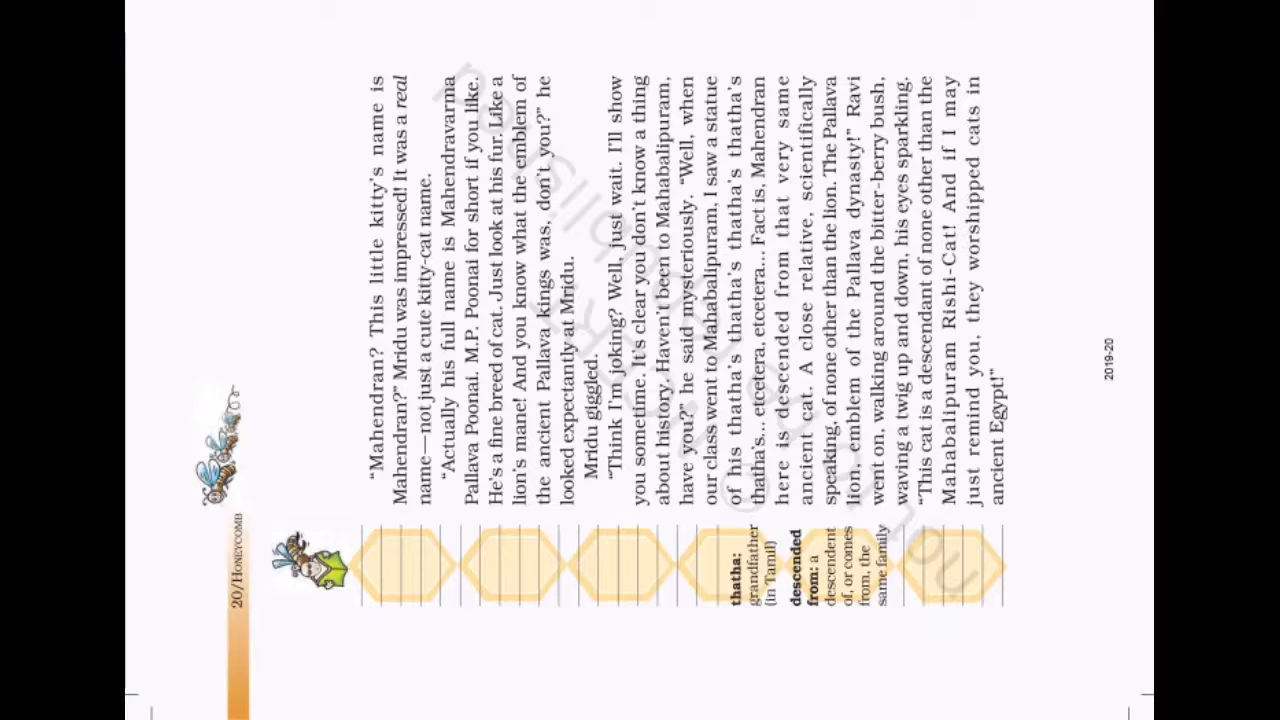 20/HONEYCOMB
“Mahendran? This little kitty’s name is
Mahendran?” Mridu was impressed! It was a real
name—not just a cute kitty-cat name.
“Actually his full name is Mahendravarma
Pallava Poonai. M.P. Poonai for short if you like.
He’s a fine breed of cat. Just look at his fur. Like a
lion’s mane! And you know what the emblem of
the ancient Pallava kings was, don’t you?” he
looked expectantly at Mridu.
Mridu giggled.
“Think I’m joking? Well, just wait. I’ll show
you sometime. It’s clear you don’t know a thing
about history. Haven’t been to Mahabalipuram,
have you?” he said mysteriously. “Well, when
our class went to Mahabalipuram, I saw a statue
of his thatha’s thatha’s thatha’s thatha’s
thatha’s... etcetera, etcetera... Fact is, Mahendran
here is descended from that very same
ancient cat. A close relative, scientifically
speaking, of none other than the lion. The Pallava
lion, emblem of the Pallava dynasty!” Ravi
went on, walking around the bitter-berry bush,
waving a twig up and down, his eyes sparkling.
“This cat is a descendant of none other than the
Mahabalipuram Rishi-Cat! And if I may
just remind you, they worshipped cats in
ancient Egypt!”
thatha:
grandfather
(in Tamil)
descended
from: a
descendent
of, or comes
from, the
same family
© NCERT
not to be republished
2019-20